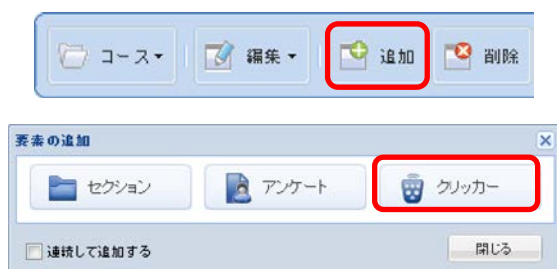 コース 編集 追加 削除
要素の追加
セクション アンケート クリッカー
連続して追加する 閉じる